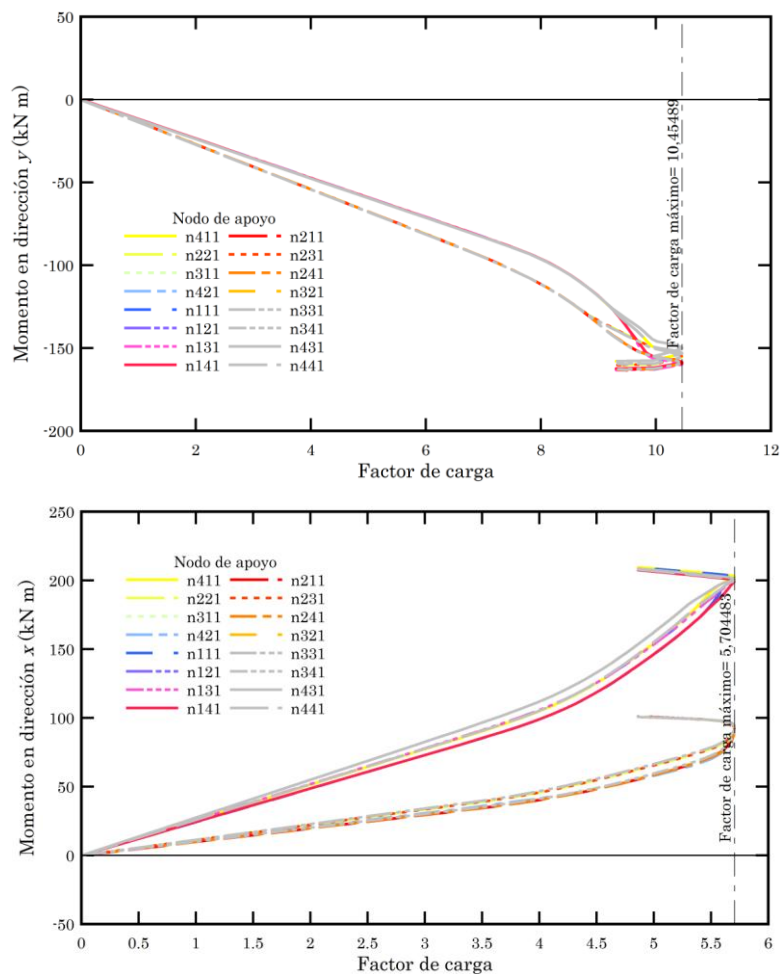 50
0
-50
-100
-150
-200
Momento en dirección y (kN m)
Nodo de apoyo
n411 n211
n221 n231
n311 n241
n421 n321
n111 n331
n121 n341
n131 n431
n141 n441
Factor de carga máximo= 10,45489
0 2 4 6 8 10 12
Factor de carga
250
200
150
100
50
0
-50
Momento en dirección x (kN m)
Nodo de apoyo
n411 n211
n221 n231
n311 n241
n421 n321
n111 n331
n121 n341
n131 n431
n141 n441
Factor de carga máximo= 5,704483
0 0.5 1 1.5 2 2.5 3 3.5 4 4.5 5 5.5 6
Factor de carga